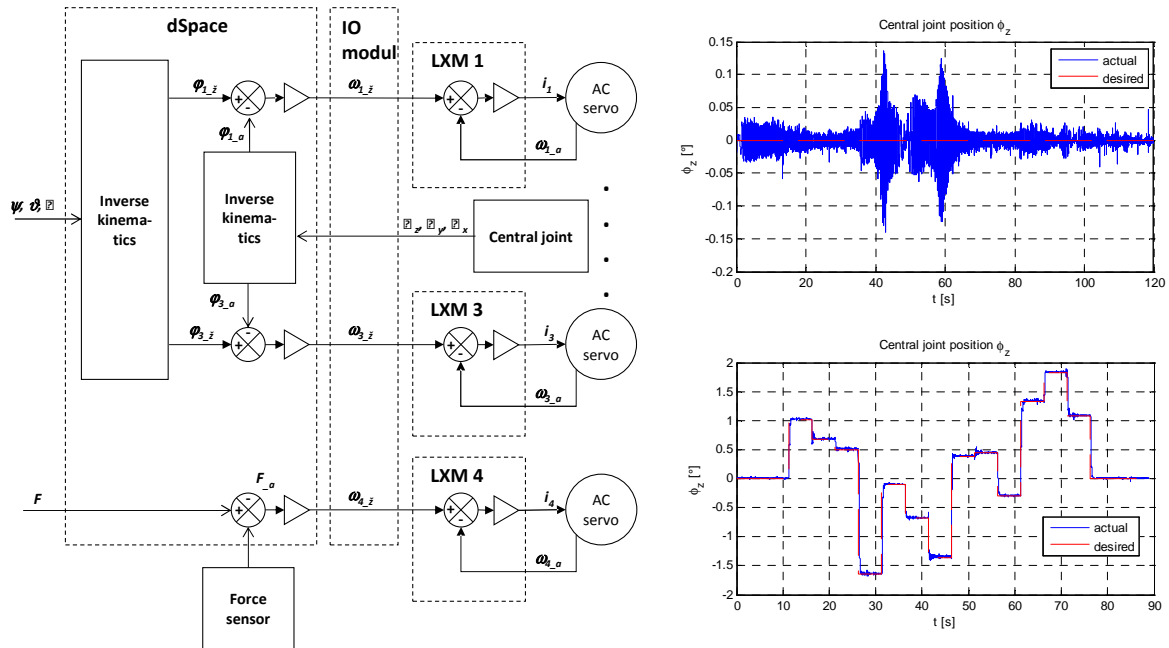 dSpace
IO
modul
LXM 1
φ1_ž
ω1_ž
i1
AC
servo
φ1_a
ω1_a
Inverse
kinema-
tics
Inverse
kinema-
tics
ψ, ϑ,
z, y, x
Central joint
φ3_a
LXM 3
φ3_ž
ω3_ž
i3
AC
servo
ω3_a
LXM 4
F
F_a
ω4_ž
i4
AC
servo
ω4_a
Force
sensor
Central joint position ϕz
actual
desired
ϕz [°]
0.15
0.1
0.05
0
-0.05
-0.1
-0.15
-0.2
0 20 40 60 80 100 120
t [s]
Central joint position ϕz
ϕz [°]
2
1.5
1
0.5
0
-0.5
-1
-1.5
-2
actual
desired
0 10 20 30 40 50 60 70 80 90
t [s]